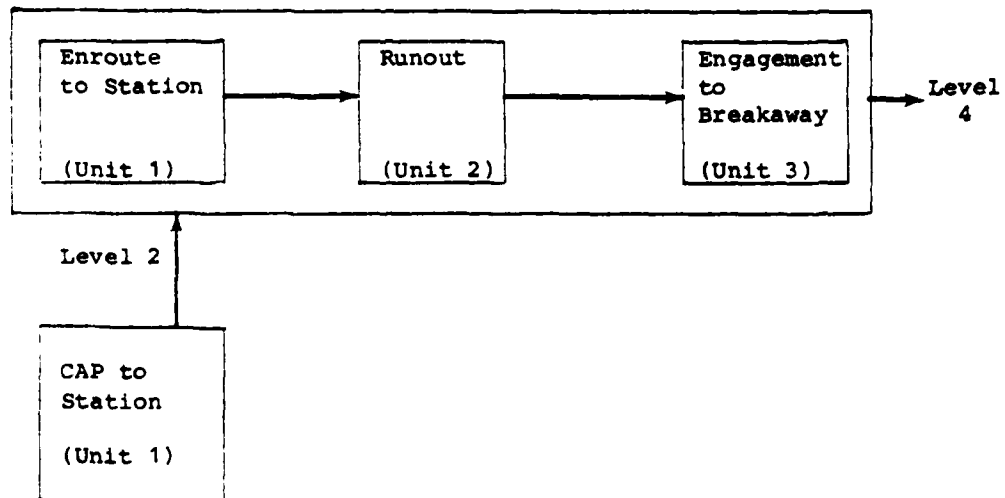 Enroute
to Station
(Unit 1)
Runout
(Unit 2)
Engagement
to
Breakaway
(Unit 3)
Level
4
Level 2
CAP to
Station
(Unit 1)